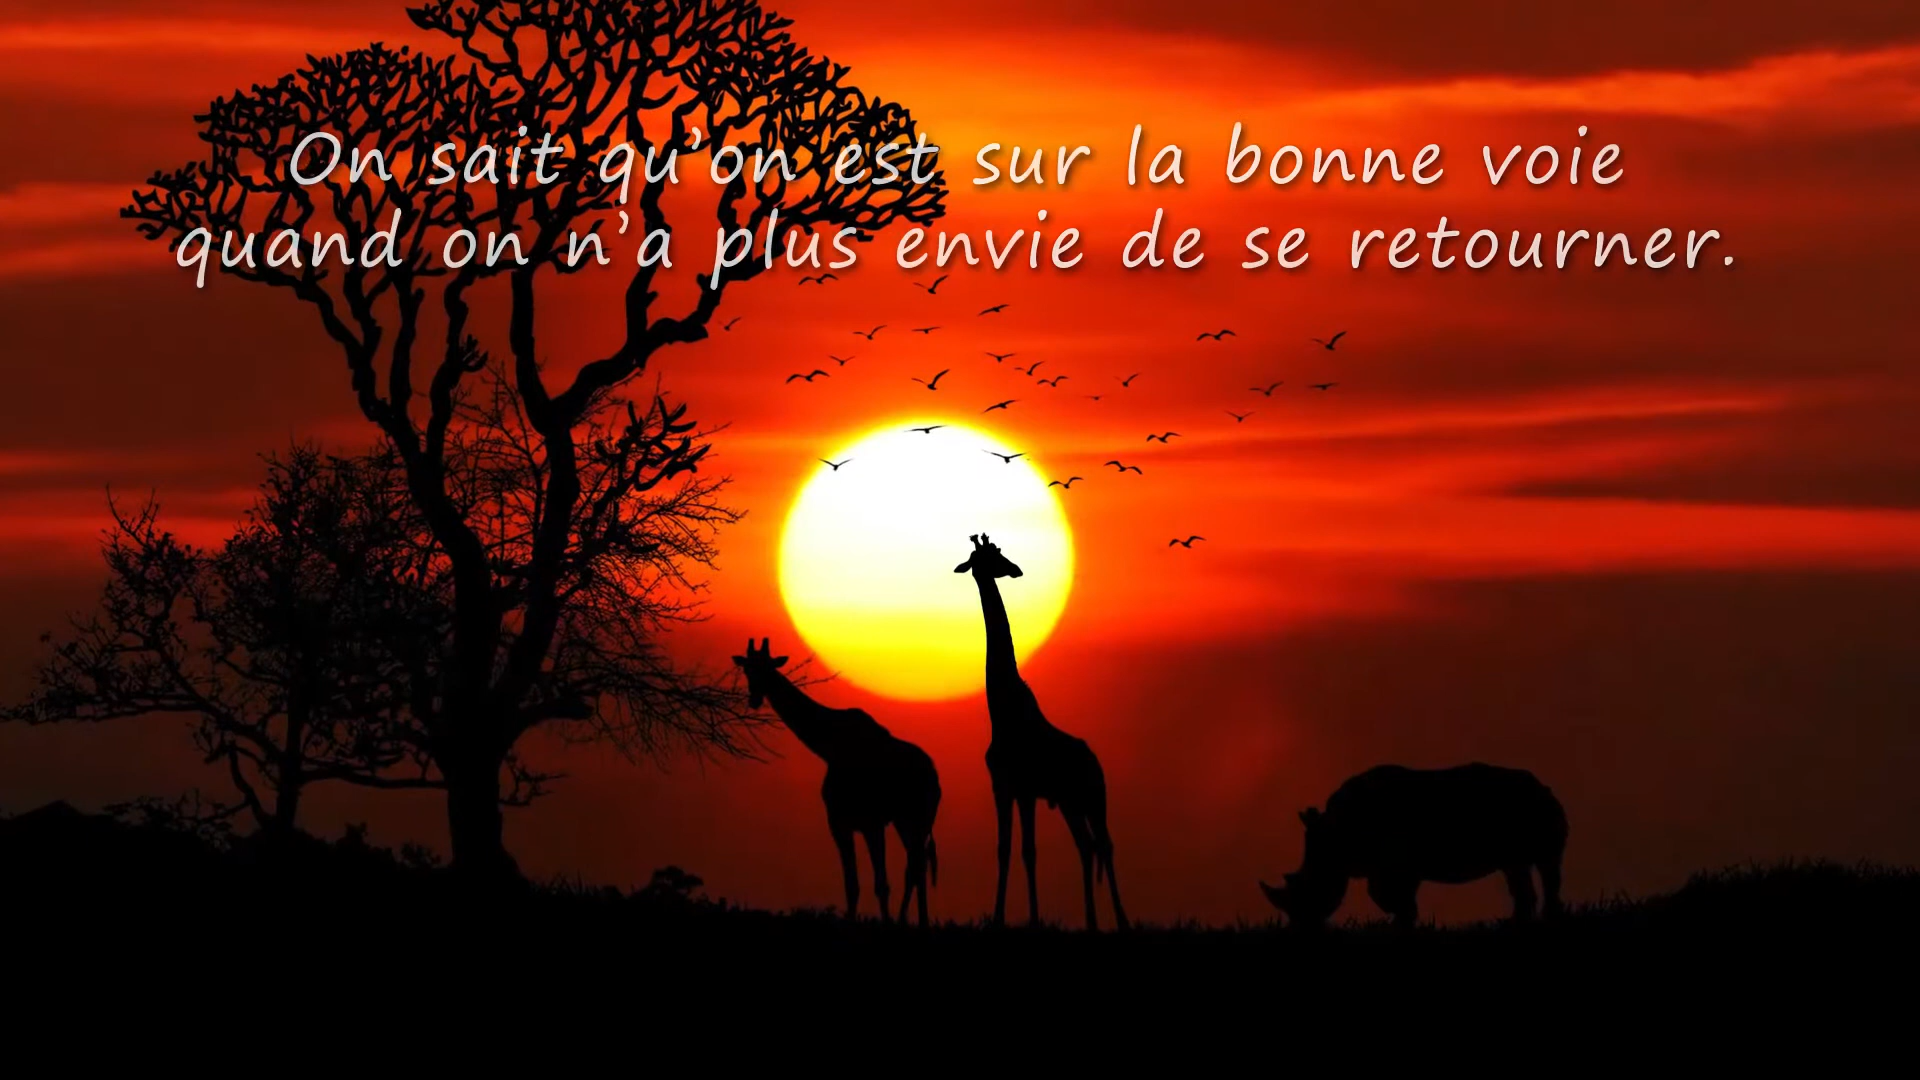 On sait qu’on est sur la bonne voie
quand on n’a plus envie de se retourner.